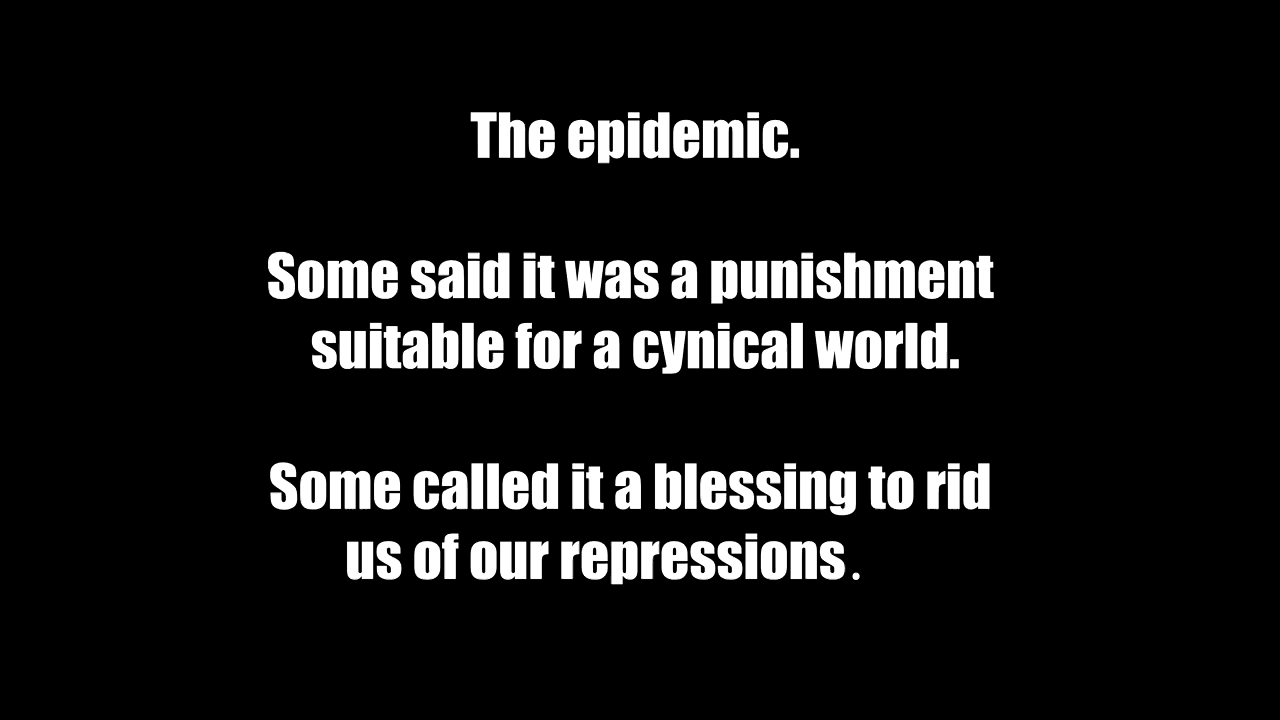 The epidemic.
Some said it was a punishment
suitable for a cynical world.
Some called it a blessing to rid
us of our repressions.